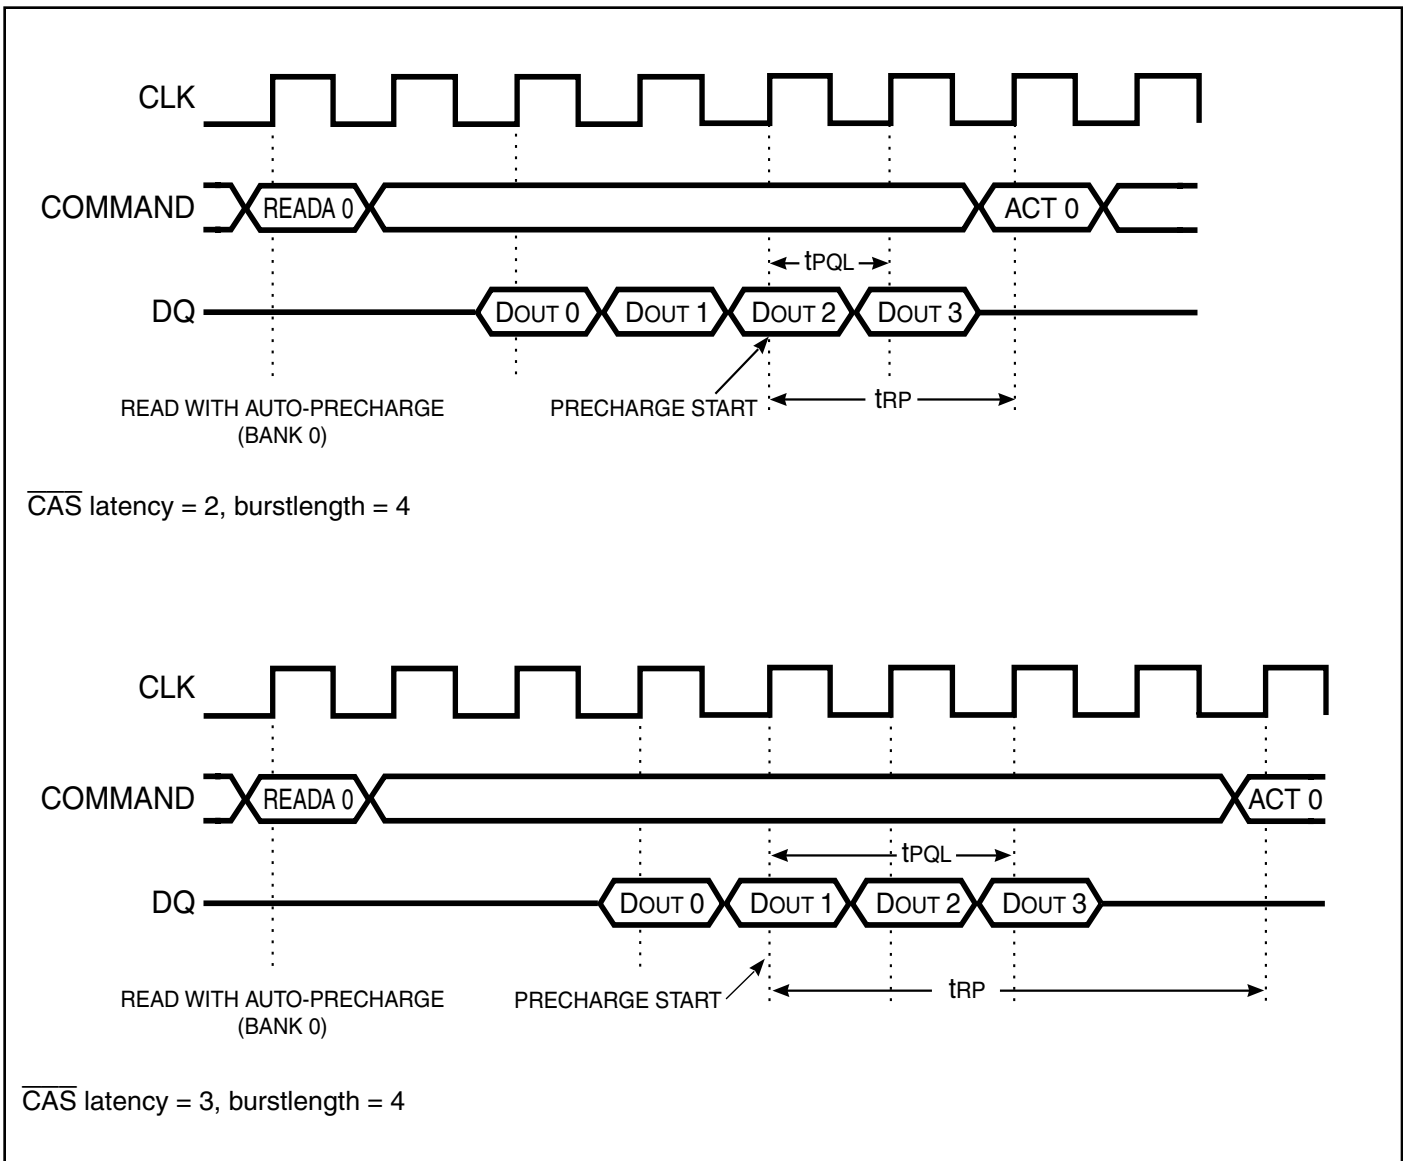 CLK
COMMAND
READA 0
ACT 0
tPQL
DQ
DOUT 0
DOUT 1
DOUT 2
DOUT 3
READ WITH AUTO-PRECHARGE
(BANK 0)
PRECHARGE START
tRP
CAS latency = 2, burstlength = 4
CLK
COMMAND
READA 0
ACT 0
tPQL
DQ
DOUT 0
DOUT 1
DOUT 2
DOUT 3
READ WITH AUTO-PRECHARGE
(BANK 0)
PRECHARGE START
tRP
CAS latency = 3, burstlength = 4